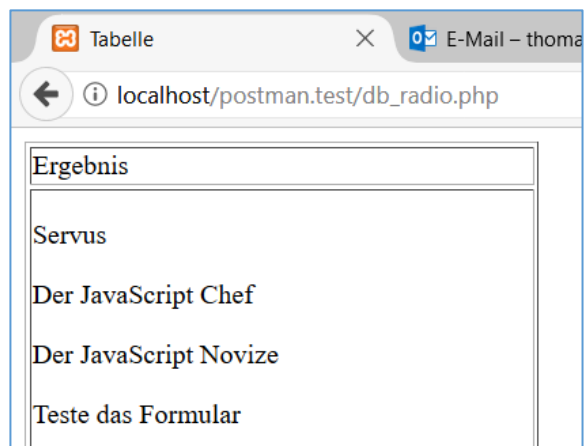 Tabelle
E-Mail – thoma
localhost/postman.test/db_radio.php
Ergebnis
Servus
Der JavaScript Chef
Der JavaScript Novize
Teste das Formular